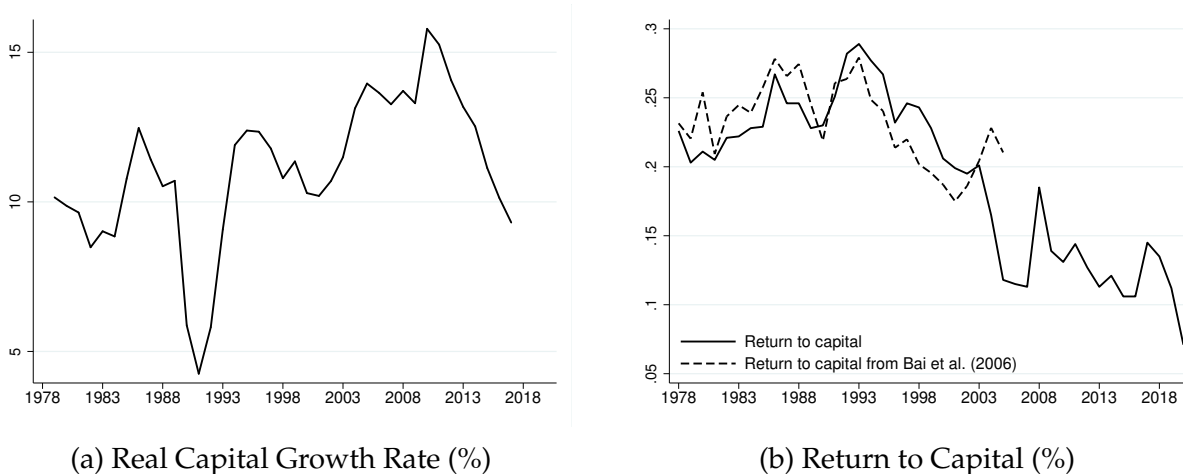 15
10
5
1978 1983 1988 1993 1998 2003 2008 2013 2018
(a) Real Capital Growth Rate (%)
.3
.25
.2
.15
.1
.05
Return to capital
Return to capital from Bai et al. (2006)
1978 1983 1988 1993 1998 2003 2008 2013 2018
(b) Return to Capital (%)